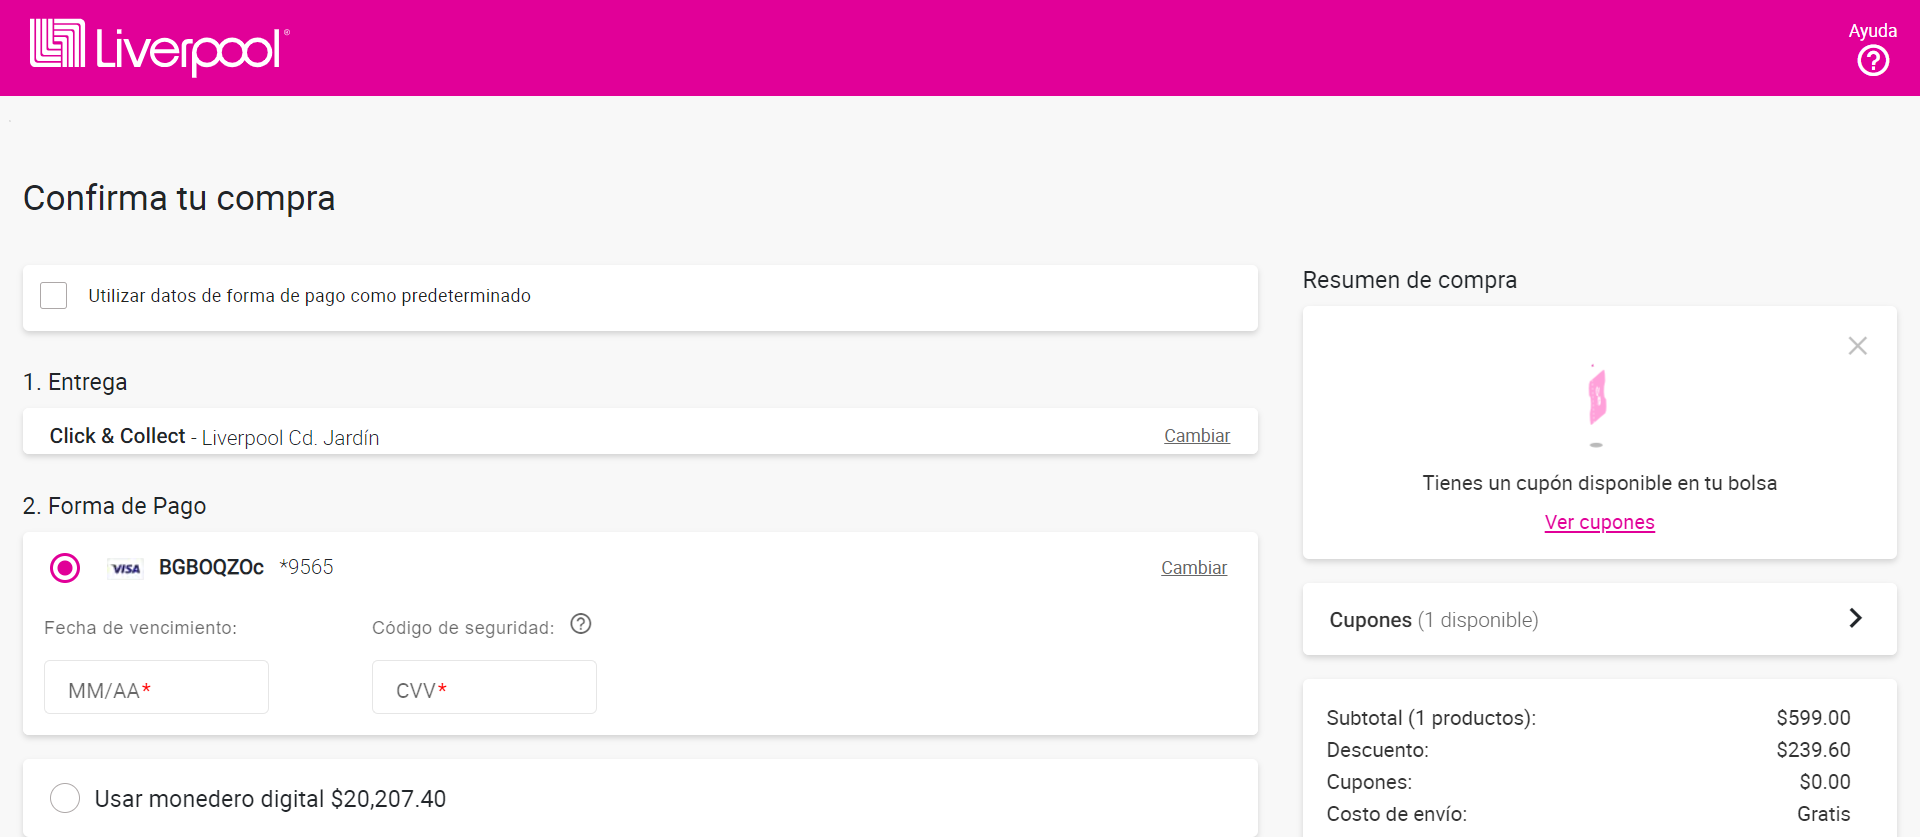 Liverpool®
Ayuda
Confirma tu compra
Utilizar datos de forma de pago como predeterminado
1. Entrega
Click & Collect - Liverpool Cd. Jardín
Cambiar
2. Forma de Pago
VISA BGBOQZOc *9565
Cambiar
Fecha de vencimiento:
Código de seguridad:
MM/AA*
CVV*
Usar monedero digital $20,207.40
Resumen de compra
Tienes un cupón disponible en tu bolsa
Ver cupones
Cupones (1 disponible)
Subtotal (1 productos): $599.00
Descuento: $239.60
Cupones: $0.00
Costo de envío: Gratis